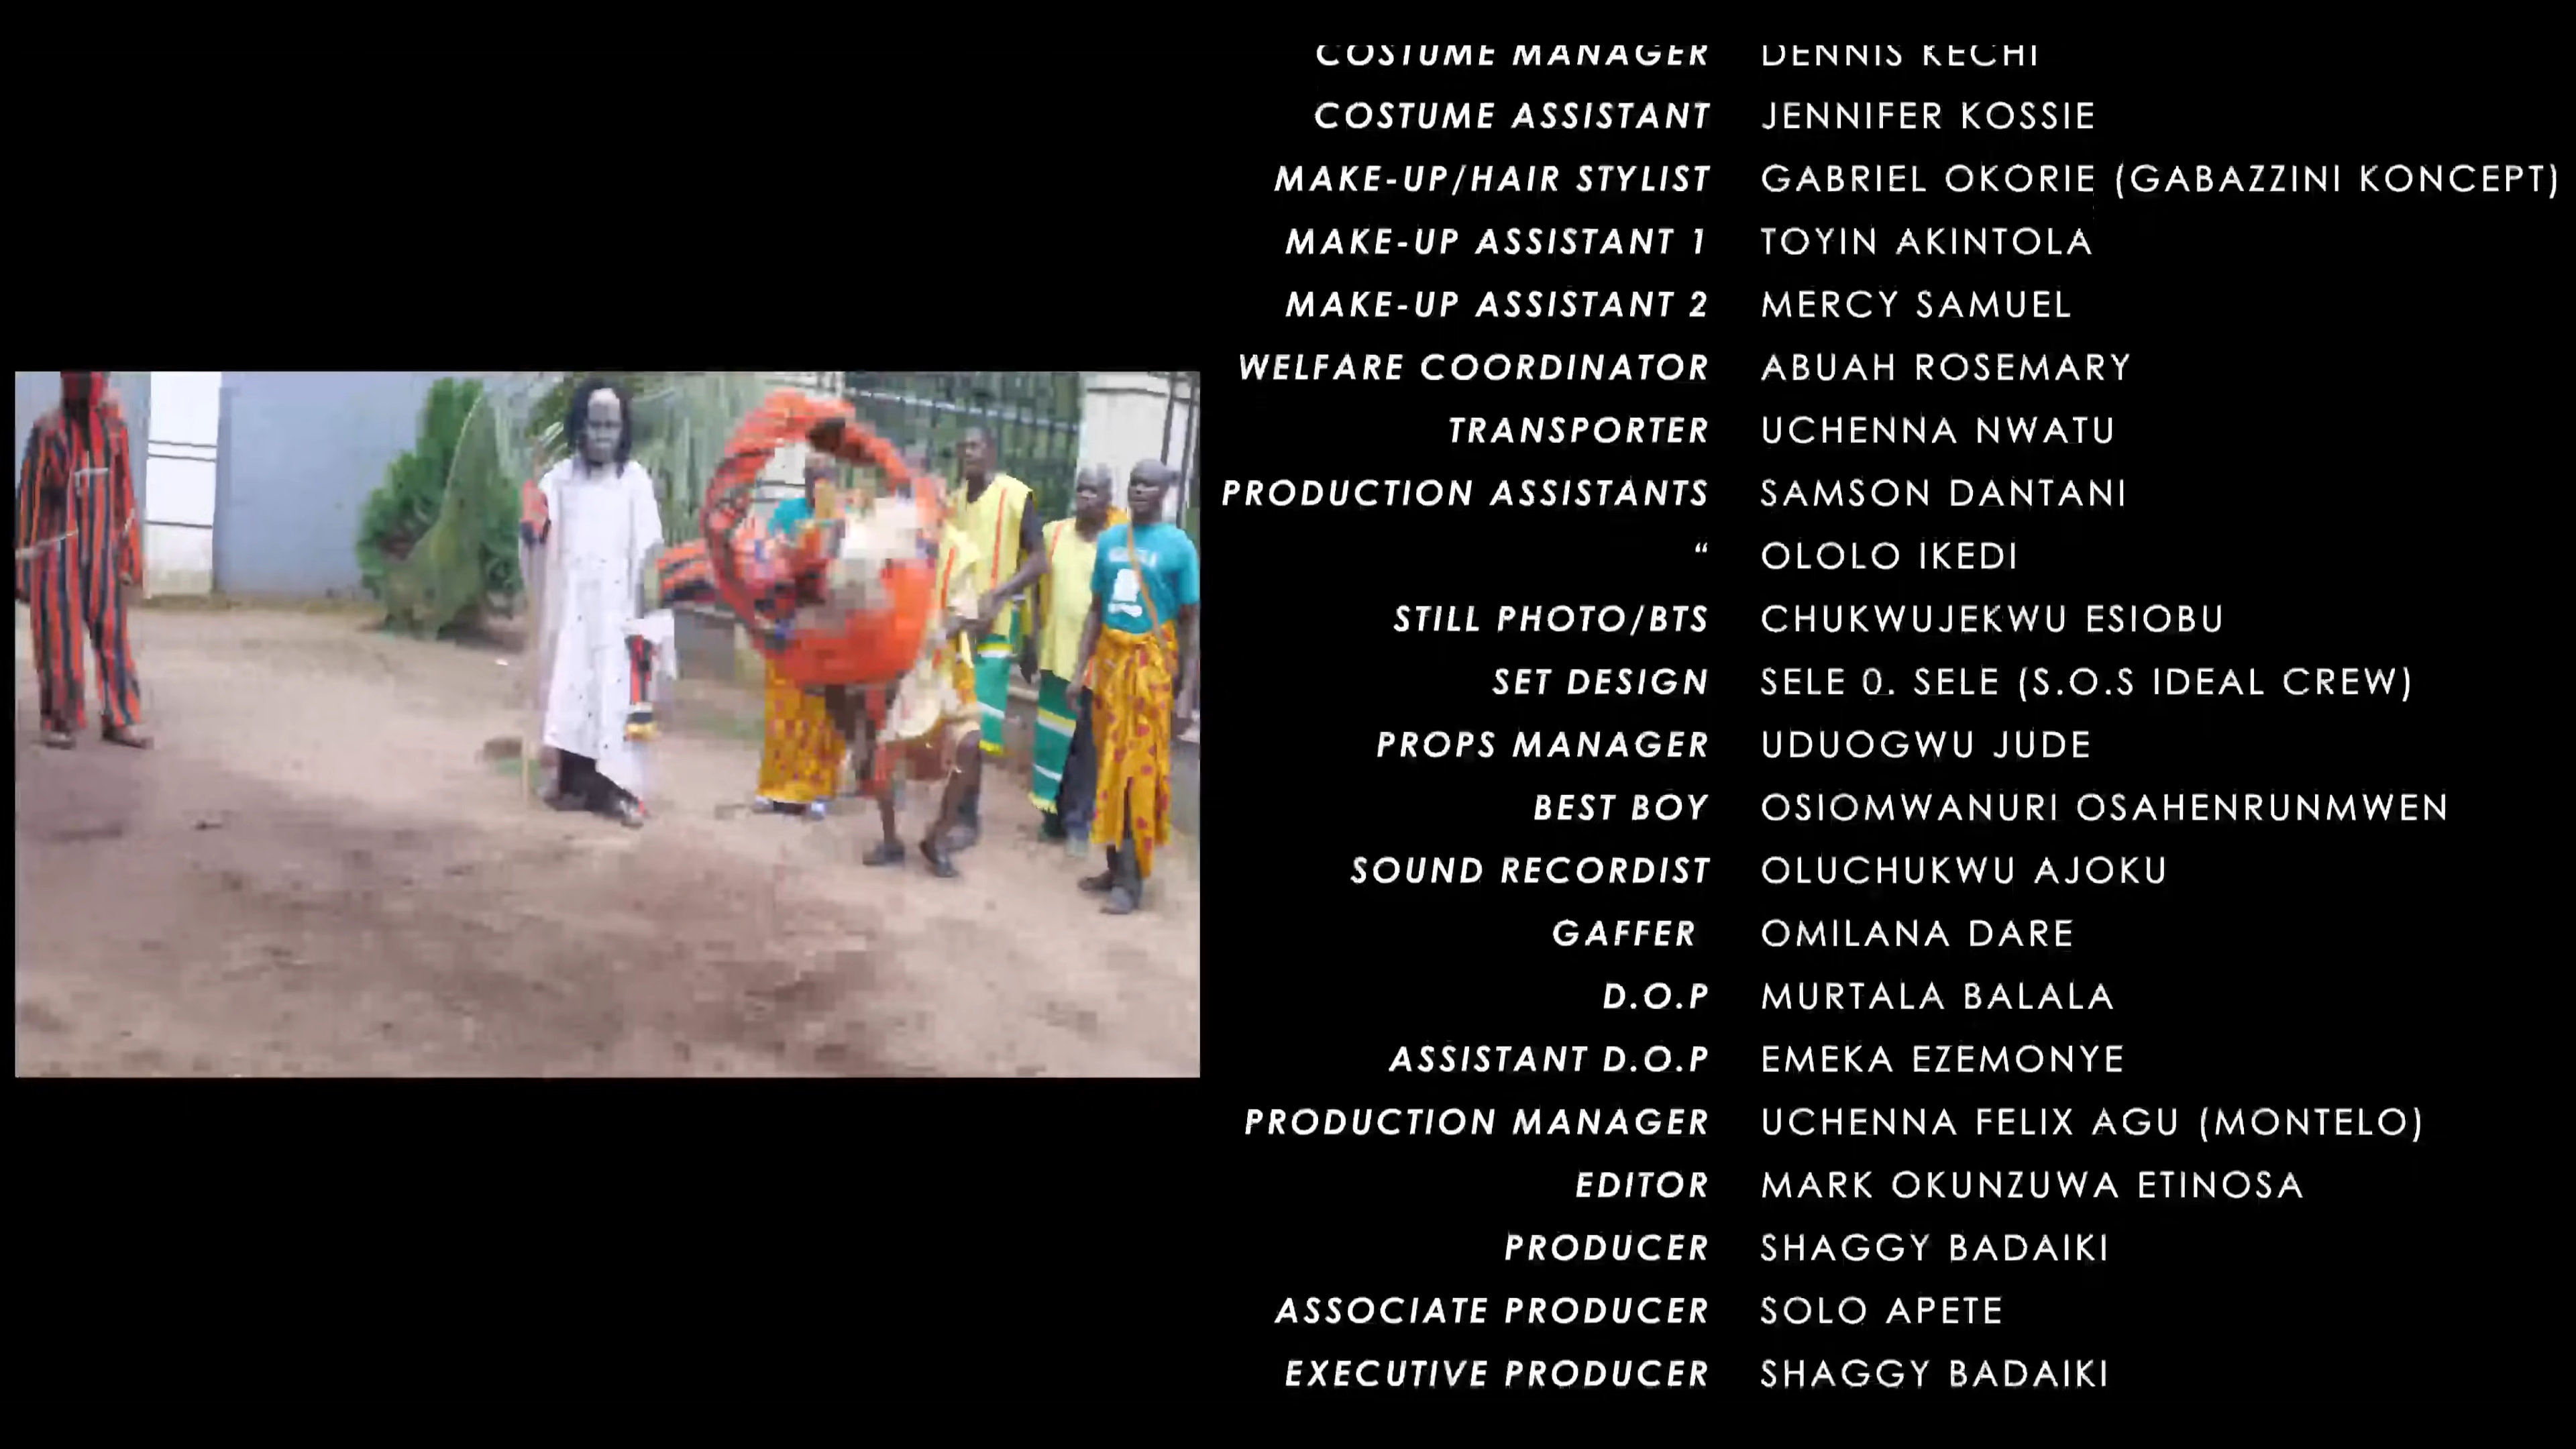 COSTUME MANAGER DENNIS KECHI
COSTUME ASSISTANT JENNIFER KOSSIE
MAKE-UP/HAIR STYLIST GABRIEL OKORIE (GABAZZINI KONCEPT)
MAKE-UP ASSISTANT 1 TOYIN AKINTOLA
MAKE-UP ASSISTANT 2 MERCY SAMUEL
WELFARE COORDINATOR ABUAH ROSEMARY
TRANSPORTER UCHENNA NWATU
PRODUCTION ASSISTANTS SAMSON DANTANI
“ OLOLO IKEDI
STILL PHOTO/BTS CHUKWUJEKWU ESIOBU
SET DESIGN SELE 0. SELE (S.O.S IDEAL CREW)
PROPS MANAGER UDUOGWU JUDE
BEST BOY OSIOMWANURI OSAHENRUNMWEN
SOUND RECORDIST OLUCHUKWU AJOKU
GAFFER OMILANA DARE
D.O.P MURTALA BALALA
ASSISTANT D.O.P EMEKA EZEMONYE
PRODUCTION MANAGER UCHENNA FELIX AGU (MONTELO)
EDITOR MARK OKUNZUWA ETINOSA
PRODUCER SHAGGY BADAIKI
ASSOCIATE PRODUCER SOLO APETE
EXECUTIVE PRODUCER SHAGGY BADAIKI